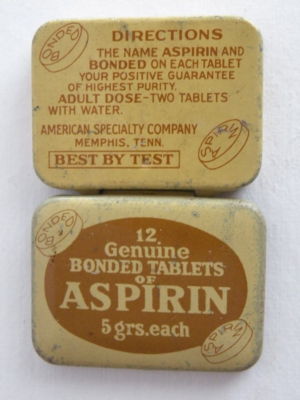 BONDED
DIRECTIONS
THE NAME ASPIRIN AND
BONDED ON EACH TABLET
YOUR POSITIVE GUARANTEE
OF HIGHEST PURITY.
ADULT DOSE-TWO TABLETS
WITH WATER.
AMERICAN SPECIALTY COMPANY
MEMPHIS, TENN.
BEST BY TEST
ASPIRIN
BONDED
12
Genuine
BONDED TABLETS
OF
ASPIRIN
5 grs. each
ASPIRIN